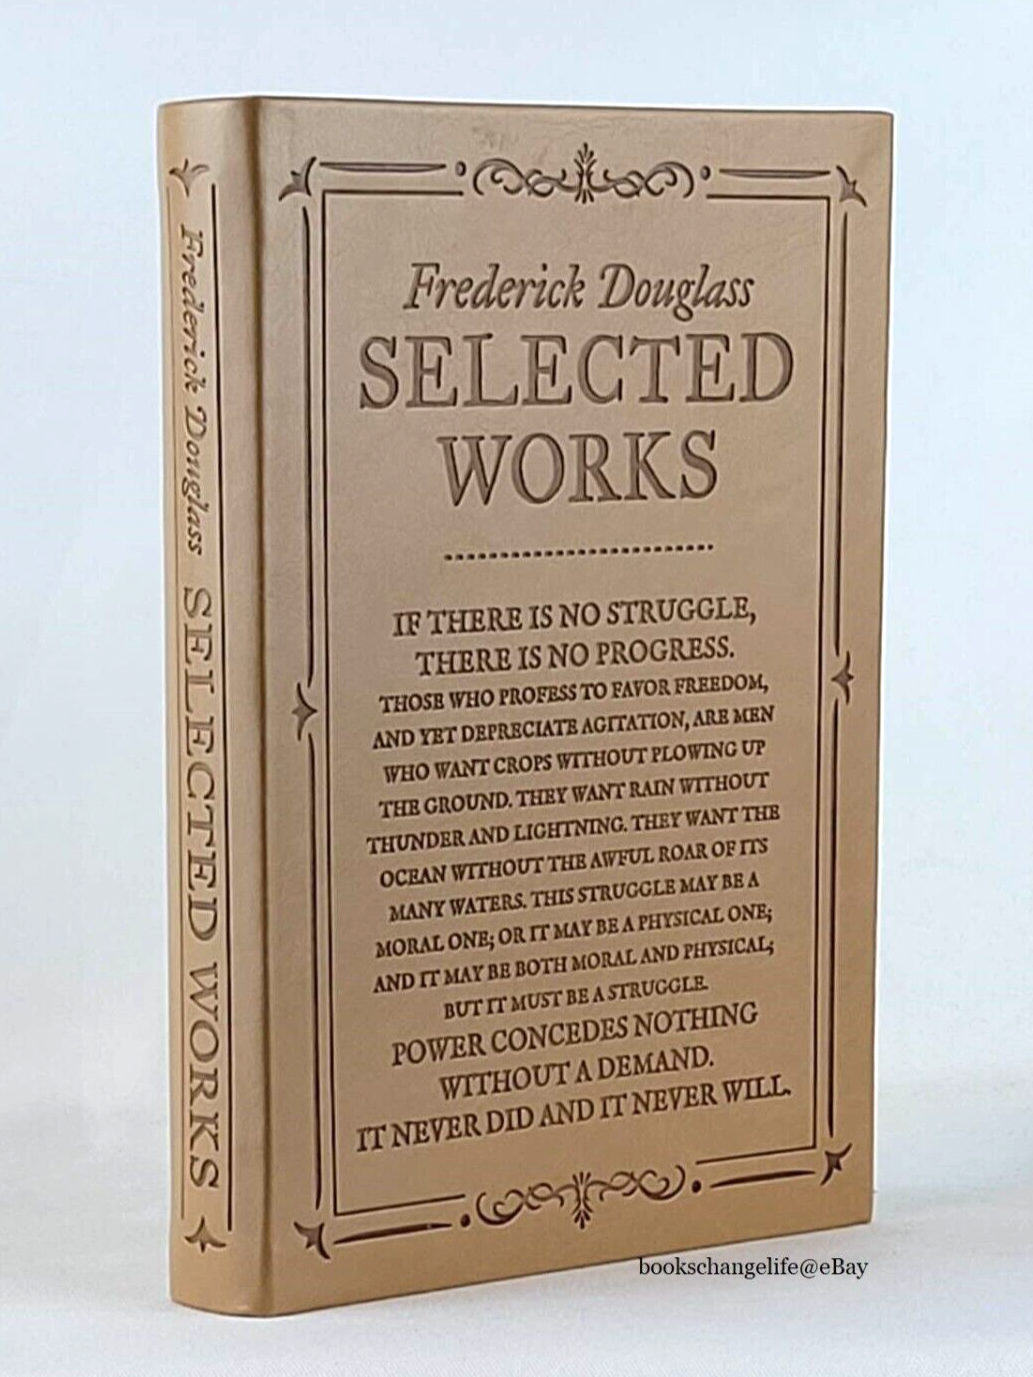 Frederick Douglass SELECTED WORKS
Frederick Douglass
SELECTED
WORKS
IF THERE IS NO STRUGGLE,
THERE IS NO PROGRESS.
THOSE WHO PROFESS TO FAVOR FREEDOM,
AND YET DEPRECIATE AGITATION, ARE MEN
WHO WANT CROPS WITHOUT PLOWING UP
THE GROUND. THEY WANT RAIN WITHOUT
THUNDER AND LIGHTNING. THEY WANT THE
OCEAN WITHOUT THE AWFUL ROAR OF ITS
MANY WATERS. THIS STRUGGLE MAY BE A
MORAL ONE; OR IT MAY BE A PHYSICAL ONE;
AND IT MAY BE BOTH MORAL AND PHYSICAL;
BUT IT MUST BE A STRUGGLE.
POWER CONCEDES NOTHING
WITHOUT A DEMAND.
IT NEVER DID AND IT NEVER WILL.
bookschangelife@eBay